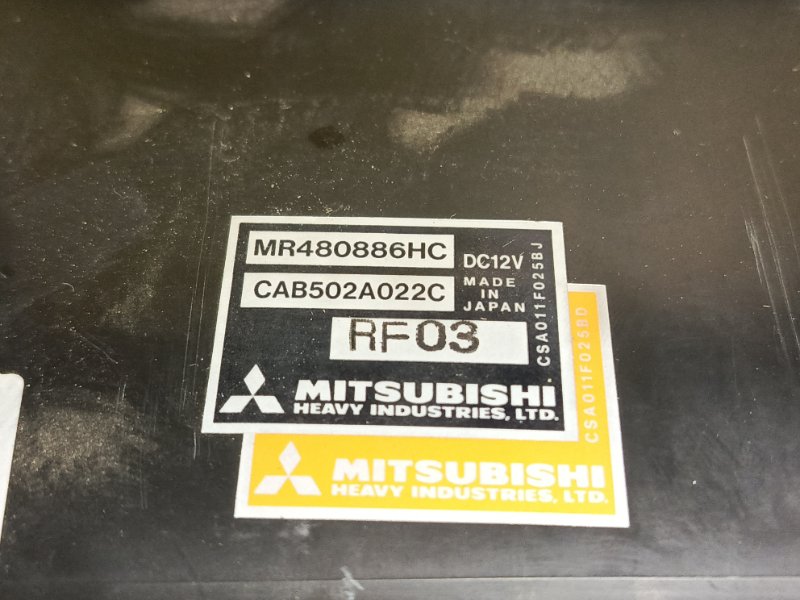 MR480886HC
DC12V
CAB502A022C
MADE
IN
JAPAN
RF03
CSA011F025BJ
MITSUBISHI
HEAVY INDUSTRIES, LTD.
CSA011F025BD
MITSUBISHI
HEAVY INDUSTRIES, LTD.